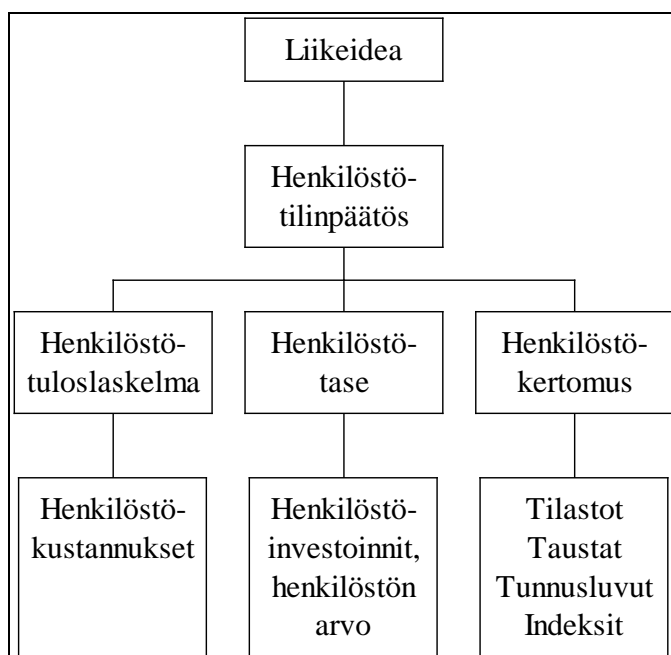 Liikeidea
Henkilöstö-
tilinpäätös
Henkilöstö-
tuloslaskelma
Henkilöstö-
tase
Henkilöstö-
kertomus
Henkilöstö-
kustannukset
Henkilöstö-
investoinnit,
henkilöstön
arvo
Tilastot
Taustat
Tunnusluvut
Indeksit